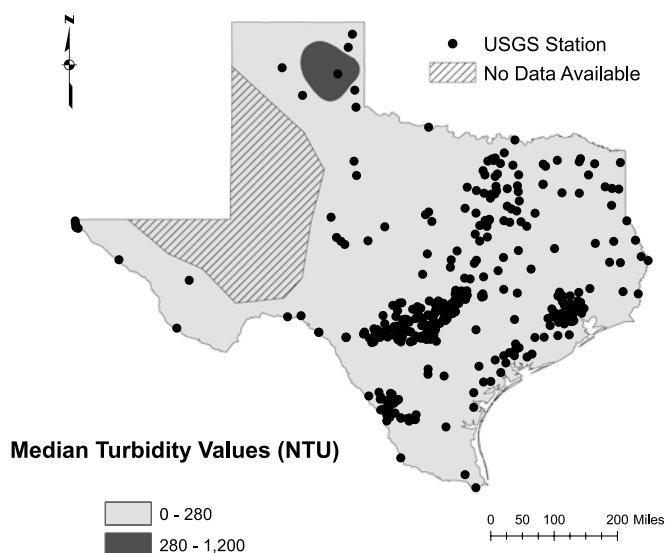 N
USGS Station
No Data Available
Median Turbidity Values (NTU)
0 - 280
280 - 1,200
0 50 100 200 Miles